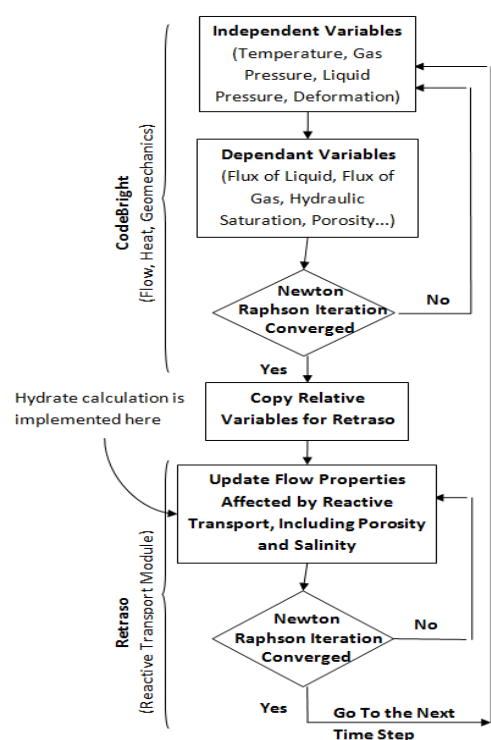 Independent Variables
(Temperature, Gas
Pressure, Liquid
Pressure, Deformation)
Dependant Variables
(Flux of Liquid, Flux of
Gas, Hydraulic
Saturation, Porosity...)
CodeBright
(Flow, Heat, Geomechanics)
Newton
Raphson Iteration
Converged
No
Yes
Copy Relative
Variables for Retraso
Hydrate calculation is
implemented here
Update Flow Properties
Affected by Reactive
Transport, Including Porosity
and Salinity
Retraso
(Reactive Transport Module)
Newton
Raphson Iteration
Converged
No
Yes
Go To the Next
Time Step